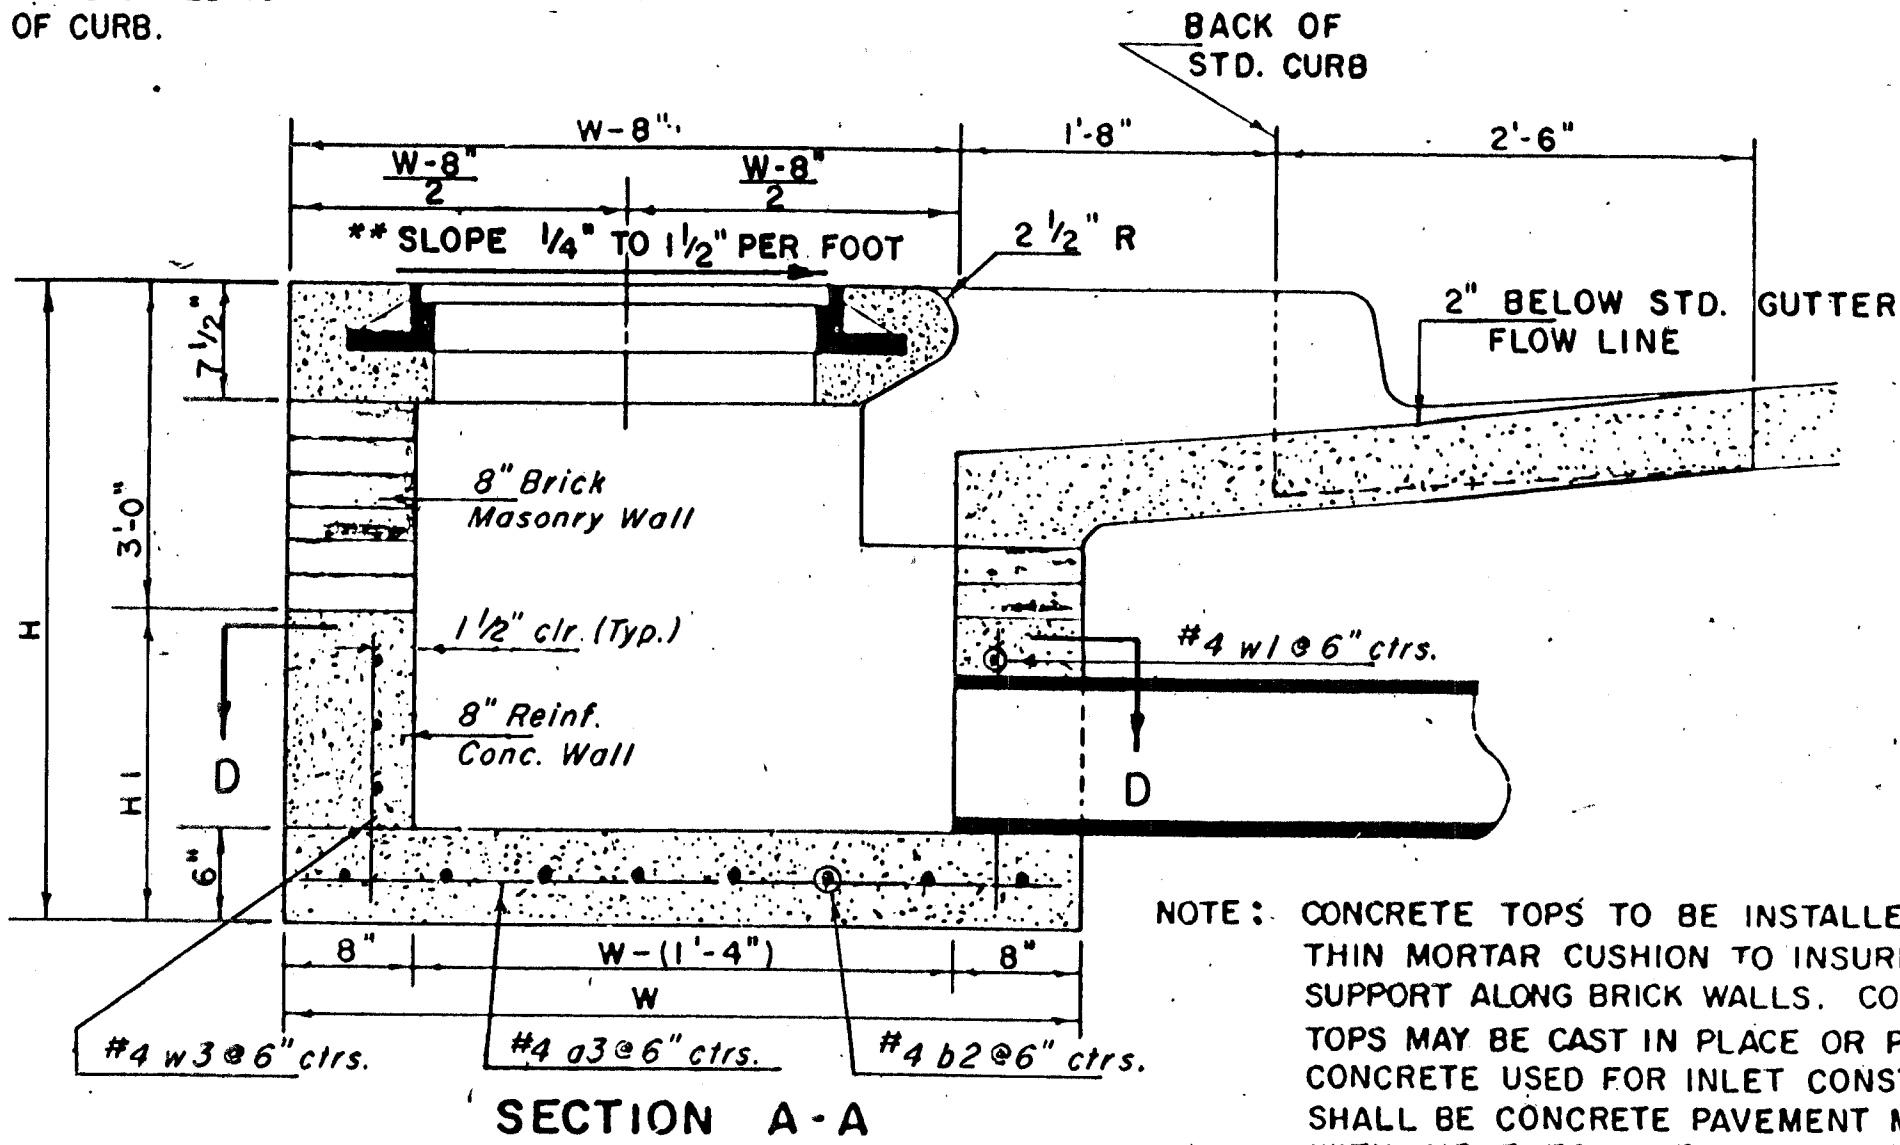 OF CURB.
BACK OF
STD. CURB
W-8"
1'-8"
2'-6"
W-8"
2
W-8"
2
** SLOPE 1/4" TO 1 1/2" PER FOOT
2 1/2" R
7 1/2"
2" BELOW STD. GUTTER
FLOW LINE
3'-0"
8" Brick
Masonry Wall
H
1 1/2" clr. (Typ.)
#4 w1 @ 6" ctrs.
8" Reinf.
Conc. Wall
D
D
H1
6"
8"
W-(1'-4")
8"
W
#4 w3 @ 6" ctrs.
#4 a3 @ 6" ctrs.
#4 b2 @ 6" ctrs.
SECTION A-A
NOTE: CONCRETE TOPS TO BE INSTALLE
THIN MORTAR CUSHION TO INSUR
SUPPORT ALONG BRICK WALLS. CO
TOPS MAY BE CAST IN PLACE OR P
CONCRETE USED FOR INLET CONS
SHALL BE CONCRETE PAVEMENT M